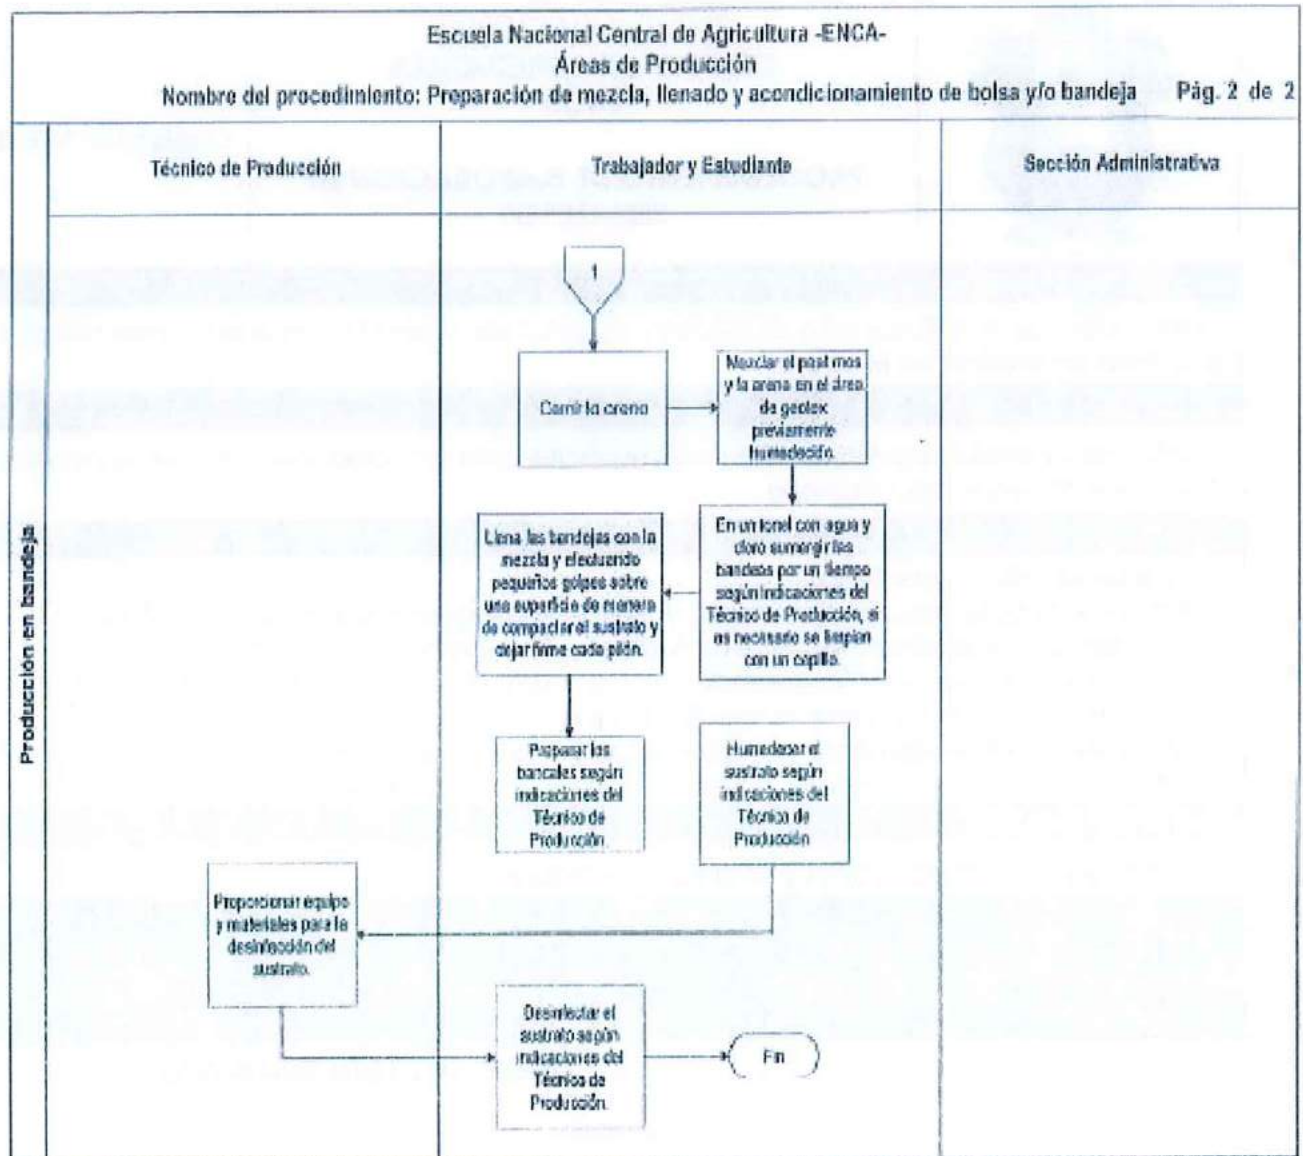 Escuela Nacional Central de Agricultura -ENCA-
Áreas de Producción
Nombre del procedimiento: Preparación de mezcla, llenado y acondicionamiento de bolsa y/o bandeja Pág. 2 de 2
Técnico de Producción
Trabajador y Estudiante
Sección Administrativa
Producción en bandeja
1
Cernir la arena
Mezclar el peat mos
y la arena en el área
de geotex
previamente
humedecido.
En un tonel con agua y
cloro sumergir las
bandeas por un tiempo
según indicaciones del
Técnico de Producción, si
es necesario se limpian
con un cepillo.
Llena las bandejas con la
mezcla y efectuando
pequeños golpes sobre
una superficie de manera
de compactar el sustrato y
dejar firme cada pilón.
Preparar los
bancales según
indicaciones del
Técnico de
Producción.
Humedecer el
sustrato según
indicaciones del
Técnico de
Producción
Proporcionar equipo
y materiales para la
desinfección del
sustrato.
Desinfectar el
sustrato según
indicaciones del
Técnico de
Producción.
Fin